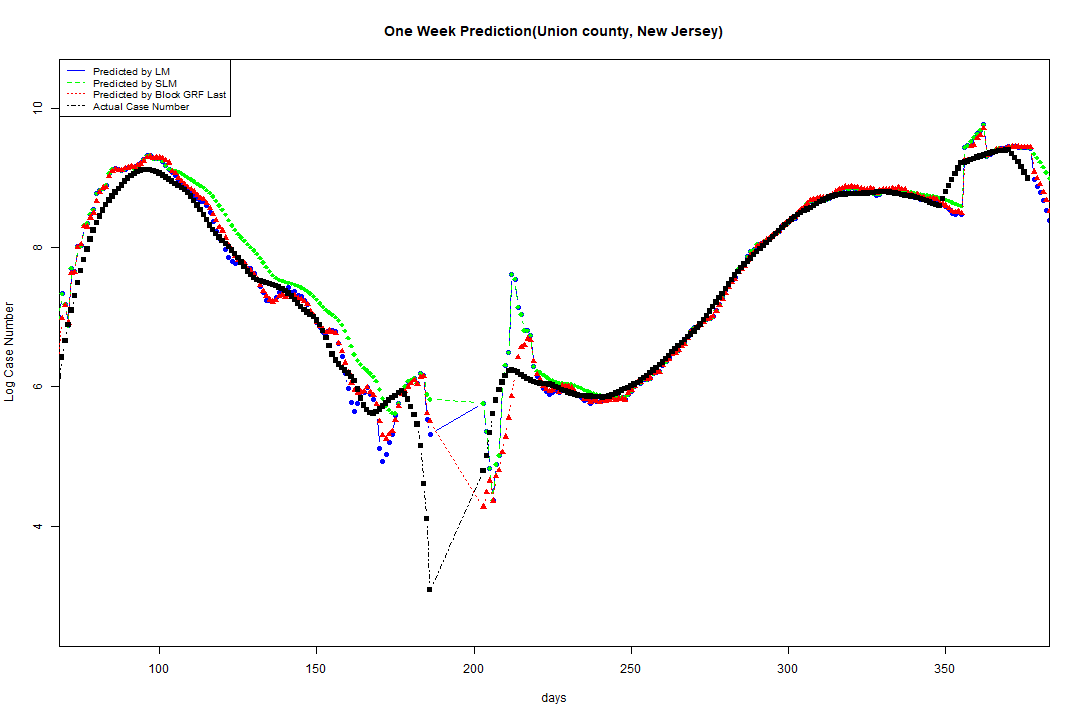 One Week Prediction(Union county, New Jersey)
Predicted by LM
Predicted by SLM
Predicted by Block GRF Last
Actual Case Number
Log Case Number
10
8
6
4
100 150 200 250 300 350
days